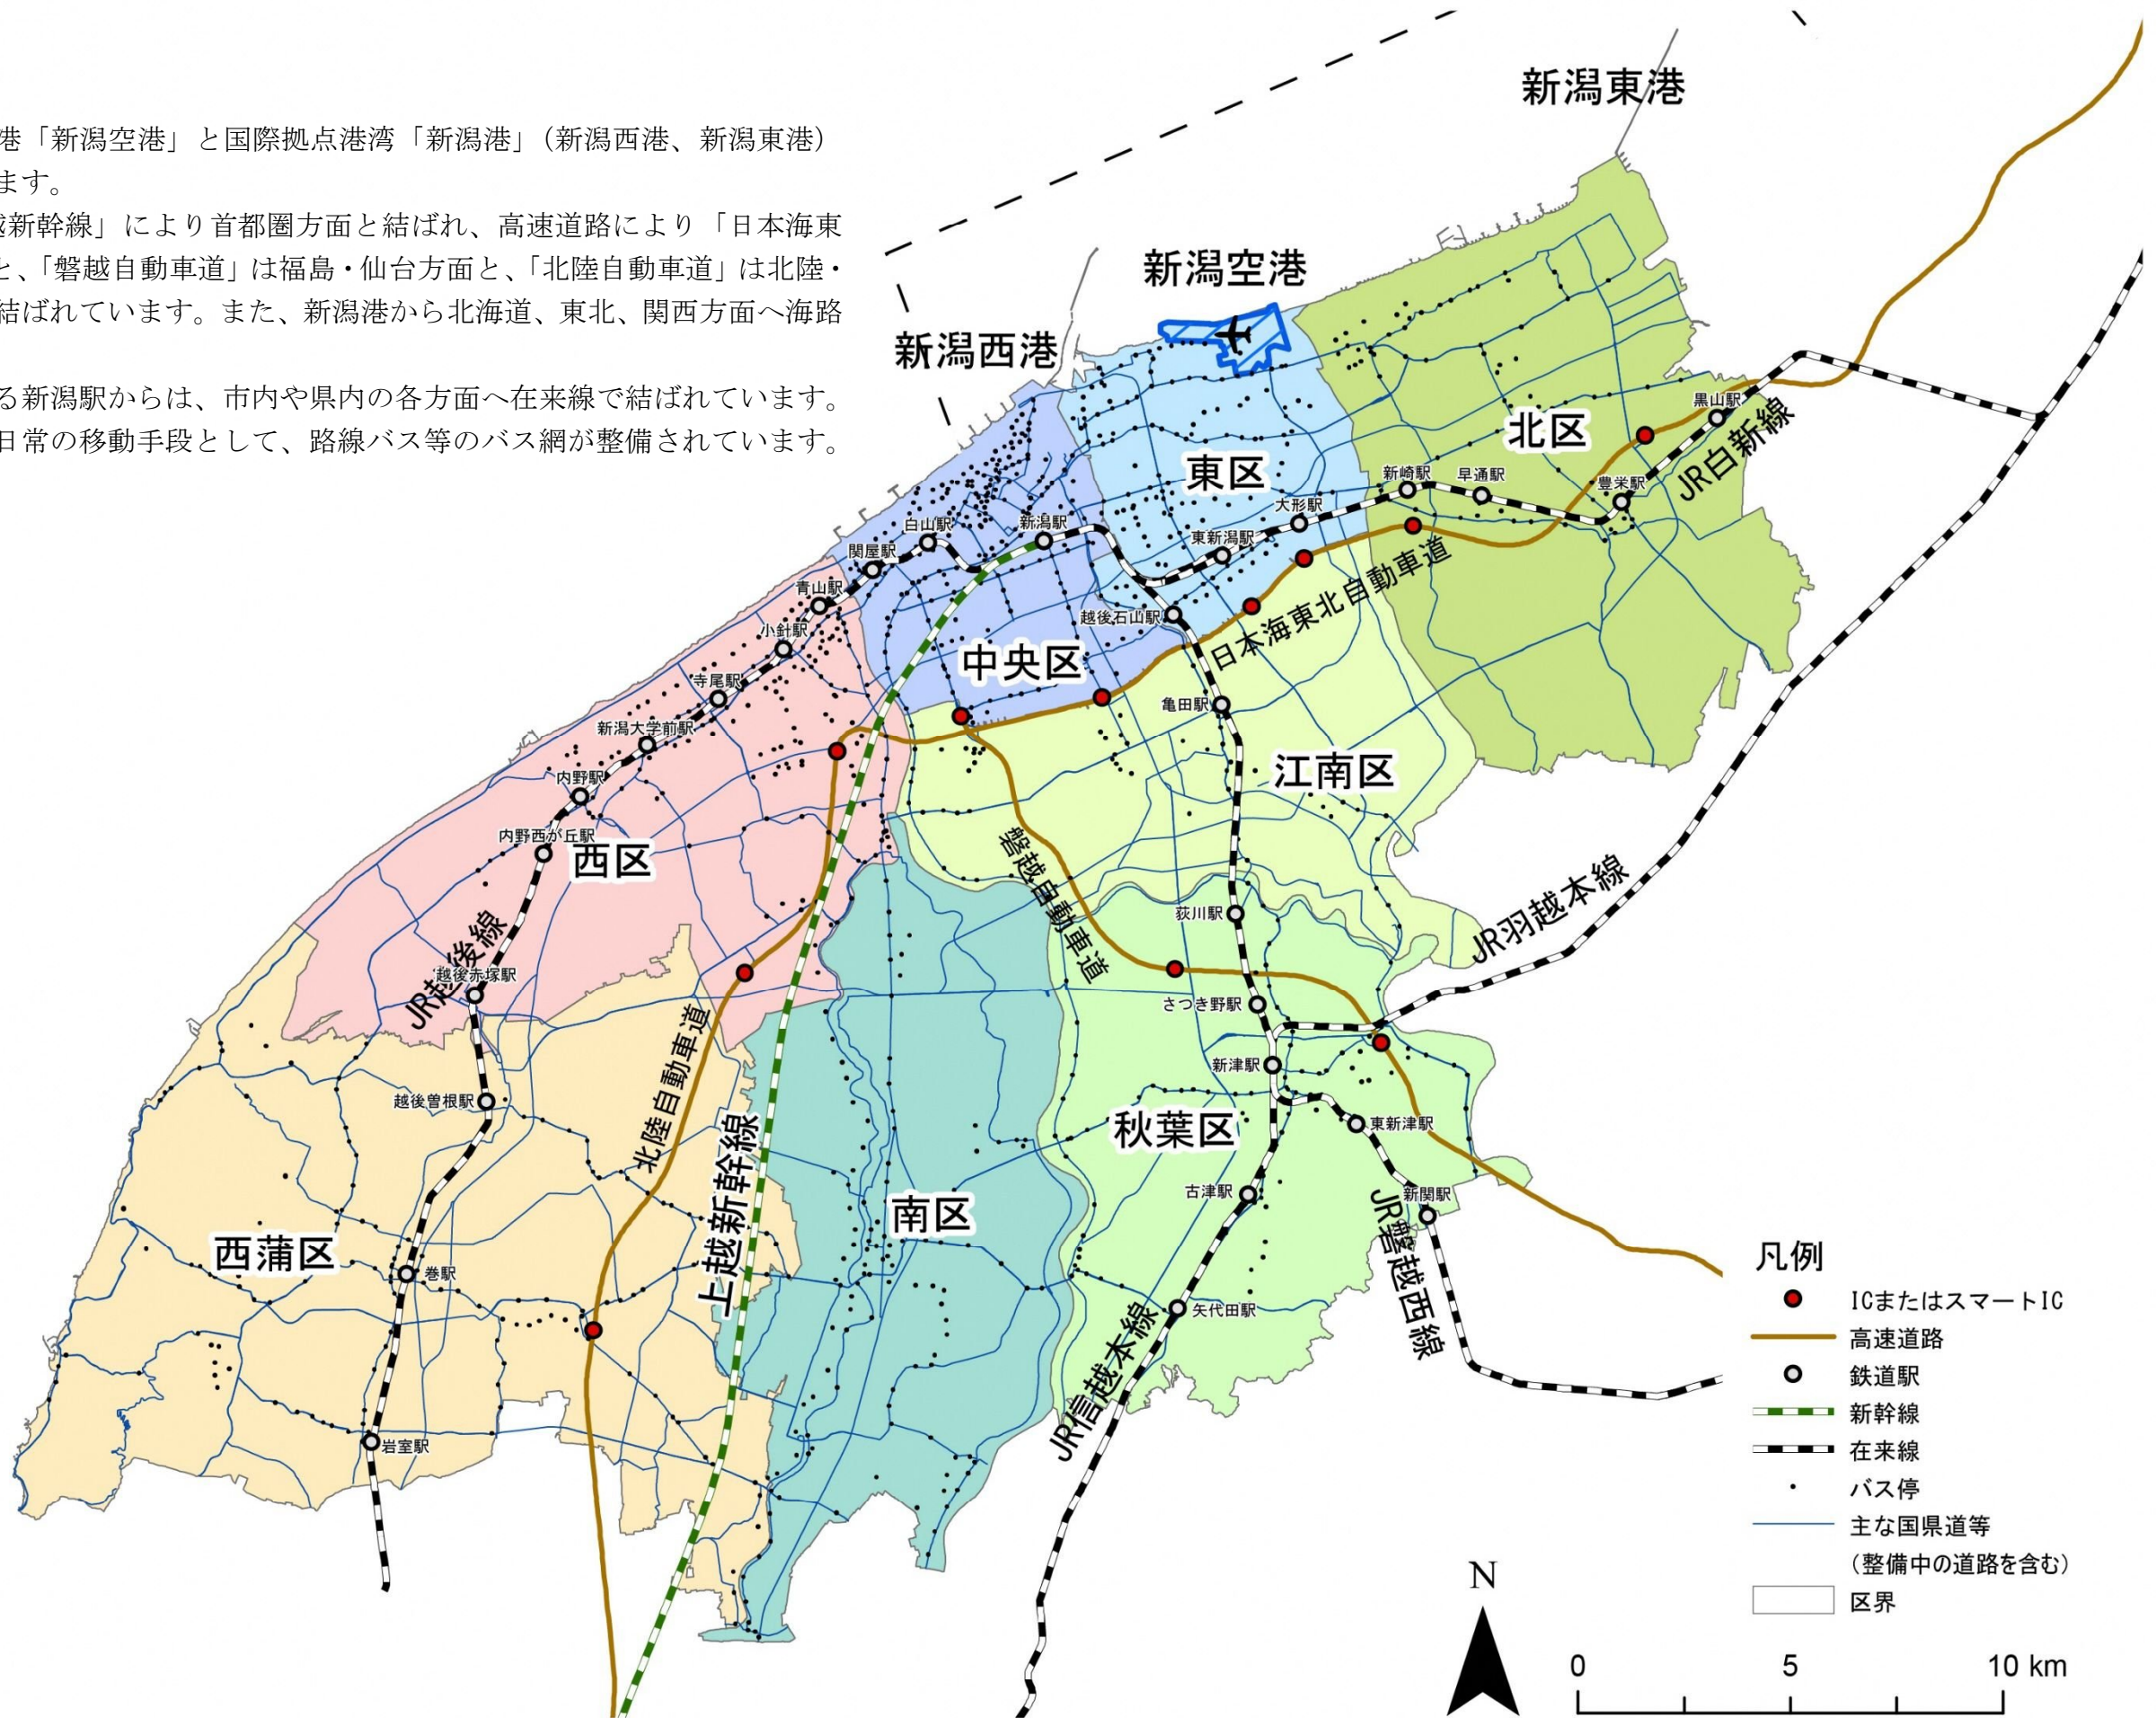 港「新潟空港」と国際拠点港湾「新潟港」（新潟西港、新潟東港）
ます。
越新幹線」により首都圏方面と結ばれ、高速道路により「日本海東
と、「磐越自動車道」は福島・仙台方面と、「北陸自動車道」は北陸・
結ばれています。また、新潟港から北海道、東北、関西方面へ海路
る新潟駅からは、市内や県内の各方面へ在来線で結ばれています。
日常の移動手段として、路線バス等のバス網が整備されています。
新潟東港
新潟空港
新潟西港
黒山駅
北区
JR白新線
東区
新崎駅
早通駅
豊栄駅
大形駅
白山駅
新潟駅
東新潟駅
関屋駅
日本海東北自動車道
青山駅
越後石山駅
小針駅
中央区
寺尾駅
亀田駅
新潟大学前駅
江南区
内野駅
内野西が丘駅
西区
磐越自動車道
JR羽越本線
荻川駅
JR越後線
越後赤塚駅
さつき野駅
新津駅
越後曽根駅
北陸自動車道
秋葉区
東新津駅
上越新幹線
古津駅
新関駅
南区
JR磐越西線
西蒲区
巻駅
矢代田駅
JR信越本線
岩室駅
凡例
ICまたはスマートIC
高速道路
鉄道駅
新幹線
在来線
バス停
主な国県道等
（整備中の道路を含む）
区界
N
0 5 10 km